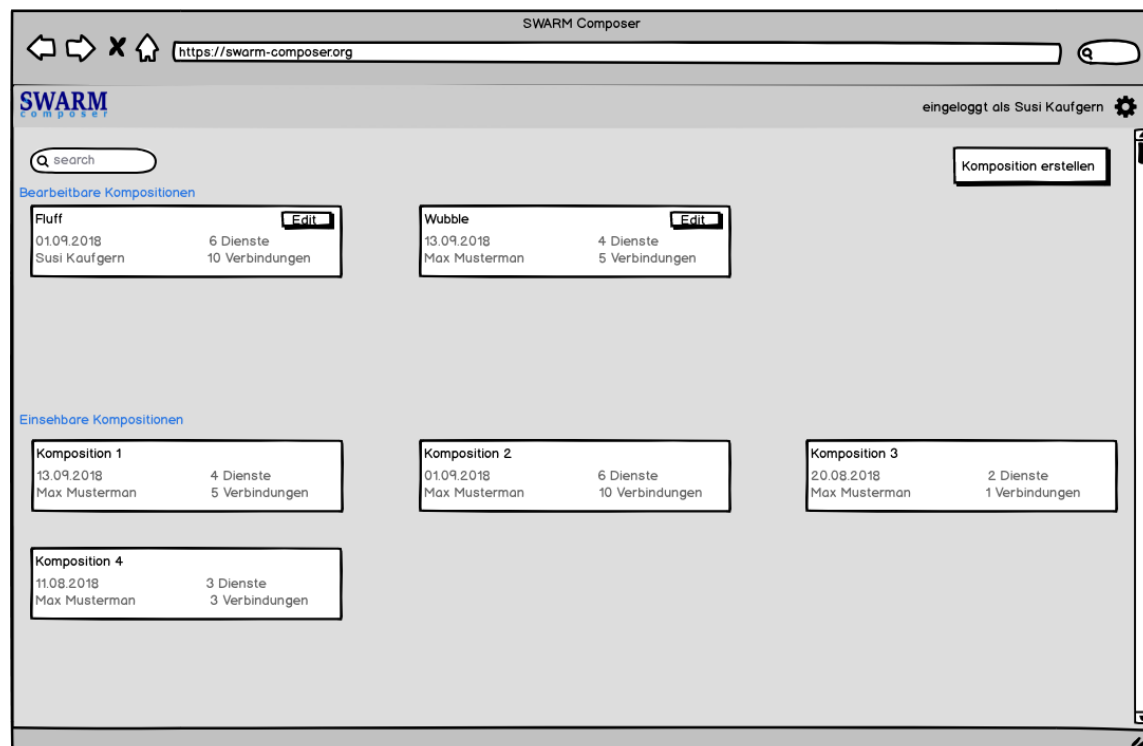 SWARM Composer
https://swarm-composer.org
SWARM
composer
eingeloggt als Susi Kaufgern
search
Komposition erstellen
Bearbeitbare Kompositionen
Fluff
Edit
01.09.2018
6 Dienste
Susi Kaufgern
10 Verbindungen
Wubble
Edit
13.09.2018
4 Dienste
Max Musterman
5 Verbindungen
Einsehbare Kompositionen
Komposition 1
13.09.2018
4 Dienste
Max Musterman
5 Verbindungen
Komposition 2
01.09.2018
6 Dienste
Max Musterman
10 Verbindungen
Komposition 3
20.08.2018
2 Dienste
Max Musterman
1 Verbindungen
Komposition 4
11.08.2018
3 Dienste
Max Musterman
3 Verbindungen